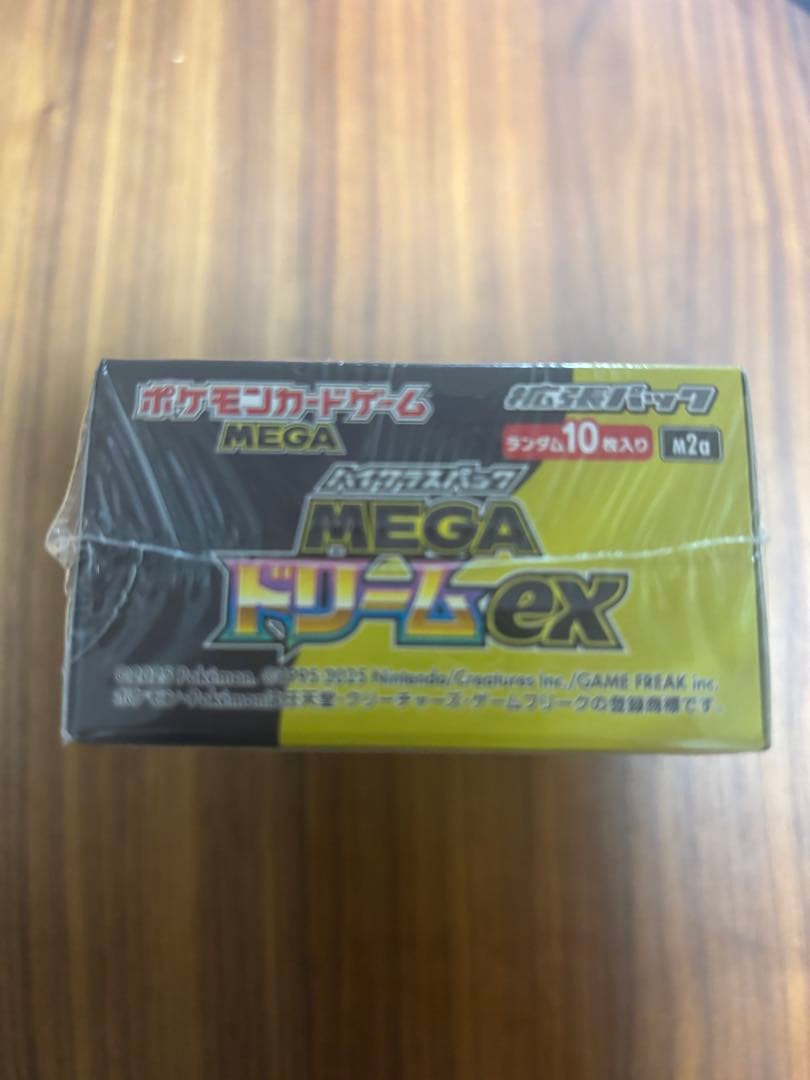 ポケモンカードゲーム
MEGA
拡張パック
ランダム10枚入り M2a
ハイクラスパック
MEGA
ドリームex
©2025 Pokémon. ©1995-2025 Nintendo/Creatures Inc./GAME FREAK inc.
ポケモン・Pokémonは任天堂・クリーチャーズ・ゲームフリークの登録商標です。